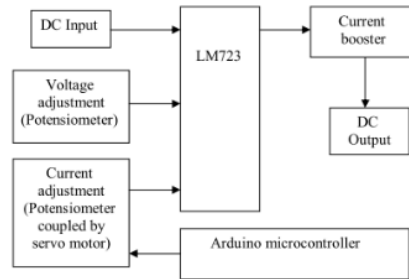 DC Input
LM723
Current
booster
Voltage
adjustment
(Potensiometer)
DC
Output
Current
adjustment
(Potensiometer
coupled by
servo motor)
Arduino microcontroller